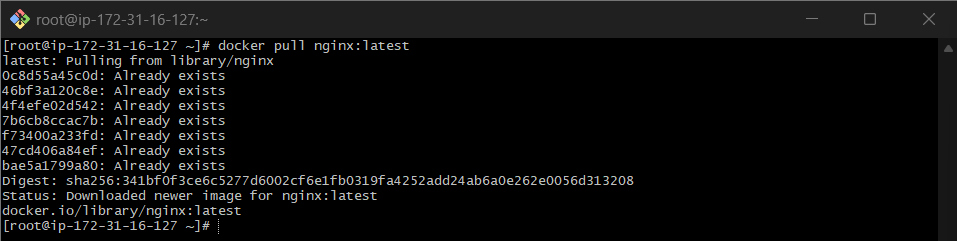 root@ip-172-31-16-127:~
[root@ip-172-31-16-127 ~]# docker pull nginx:latest
latest: Pulling from library/nginx
0c8d55a45c0d: Already exists
46bf3a120c8e: Already exists
4f4efe02d542: Already exists
7b6cb8ccac7b: Already exists
f73400a233fd: Already exists
47cd406a84ef: Already exists
bae5a1799a80: Already exists
Digest: sha256:341bf0f3ce6c5277d6002cf6e1fb0319fa4252add24ab6a0e262e0056d313208
Status: Downloaded newer image for nginx:latest
docker.io/library/nginx:latest
[root@ip-172-31-16-127 ~]#